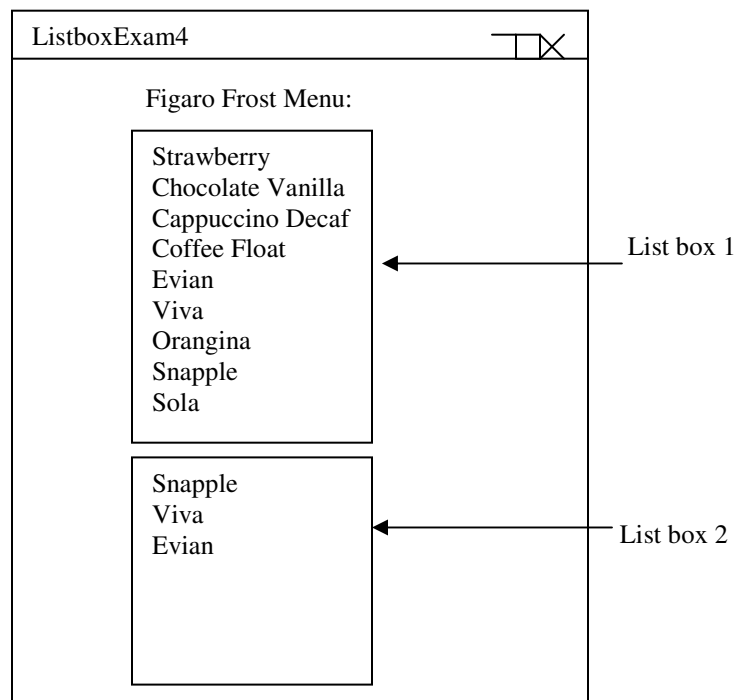 ListboxExam4
Figaro Frost Menu:
Strawberry
Chocolate Vanilla
Cappuccino Decaf
Coffee Float
Evian
Viva
Orangina
Snapple
Sola
List box 1
Snapple
Viva
Evian
List box 2